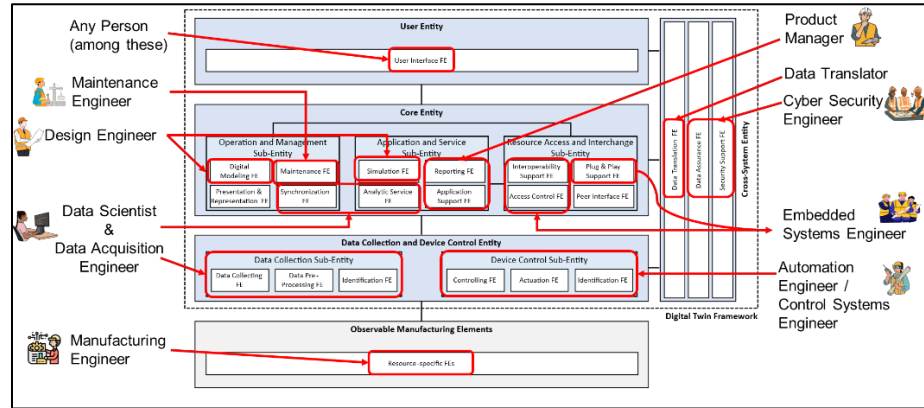 Any Person
(among these)
User Entity
User Interface FE
Product
Manager
Maintenance
Engineer
Data Translator
Cyber Security
Engineer
Design Engineer
Core Entity
Operation and Management
Sub-Entity
Application and Service
Sub-Entity
Resource Access and Interchange
Sub-Entity
Digital
Modeling FE
Maintenance FE
Simulation FE
Reporting FE
Interoperability
Support FE
Plug & Play
Support FE
Presentation &
Representation FE
Synchronization
FE
Analytic Service
FE
Application
Support FE
Access Control FE
Peer Interface FE
Data Translation FE
Data Assurance FE
Security Support FE
Cross-System Entity
Data Scientist
&
Data Acquisition
Engineer
Embedded
Systems Engineer
Data Collection and Device Control Entity
Data Collection Sub-Entity
Device Control Sub-Entity
Data Collecting
FE
Data Pre-
Processing FE
Identification FE
Controlling FE
Actuation FE
Identification FE
Automation
Engineer /
Control Systems
Engineer
Digital Twin Framework
Observable Manufacturing Elements
Manufacturing
Engineer
Resource-specific FEs